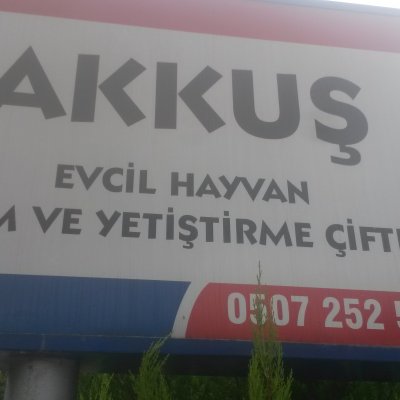 AKKUŞ
EVCİL HAYVAN
VE YETİŞTİRME
0507 252